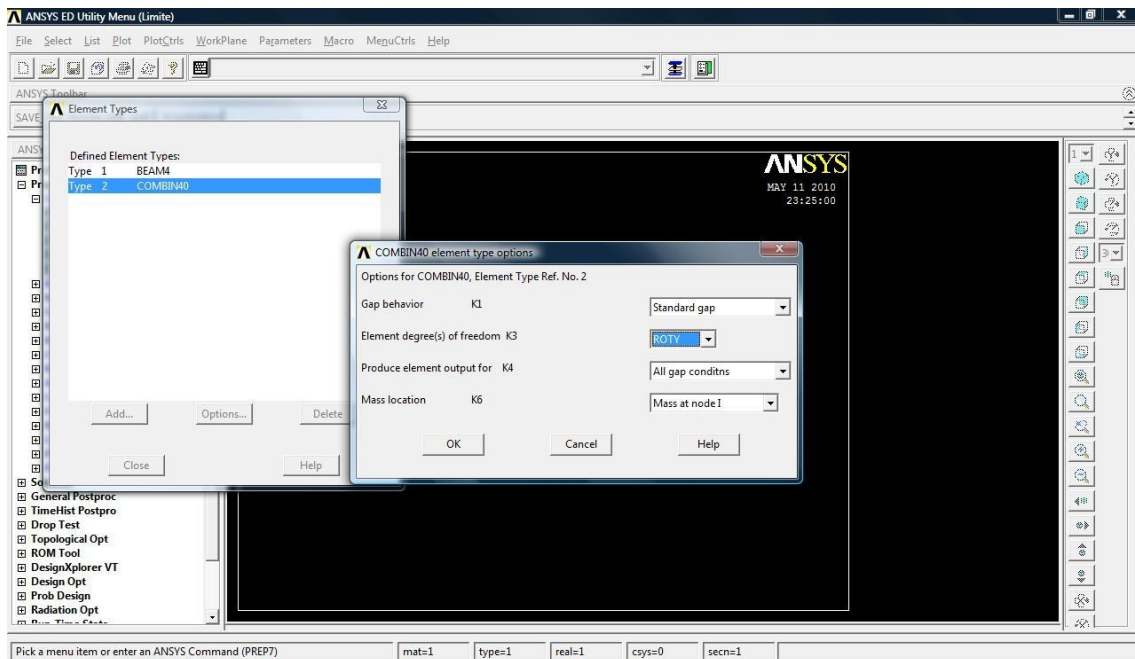 ANSYS ED Utility Menu (Limite)
File Select List Plot PlotCtrls WorkPlane Parameters Macro MenuCtrls Help
ANSYS Toolbar
SAVE
Element Types
Defined Element Types:
Type 1 BEAM4
Type 2 COMBIN40
Add... Options... Delete
Close Help
ANSYS
MAY 11 2010
23:25:00
COMBIN40 element type options
Options for COMBIN40, Element Type Ref. No. 2
Gap behavior K1 Standard gap
Element degree(s) of freedom K3 ROTY
Produce element output for K4 All gap conditns
Mass location K6 Mass at node I
OK Cancel Help
General Postproc
TimeHist Postpro
Drop Test
Topological Opt
ROM Tool
DesignXplorer VT
Design Opt
Prob Design
Radiation Opt
Pick a menu item or enter an ANSYS Command (PREP7) mat=1 type=1 real=1 csys=0 secn=1